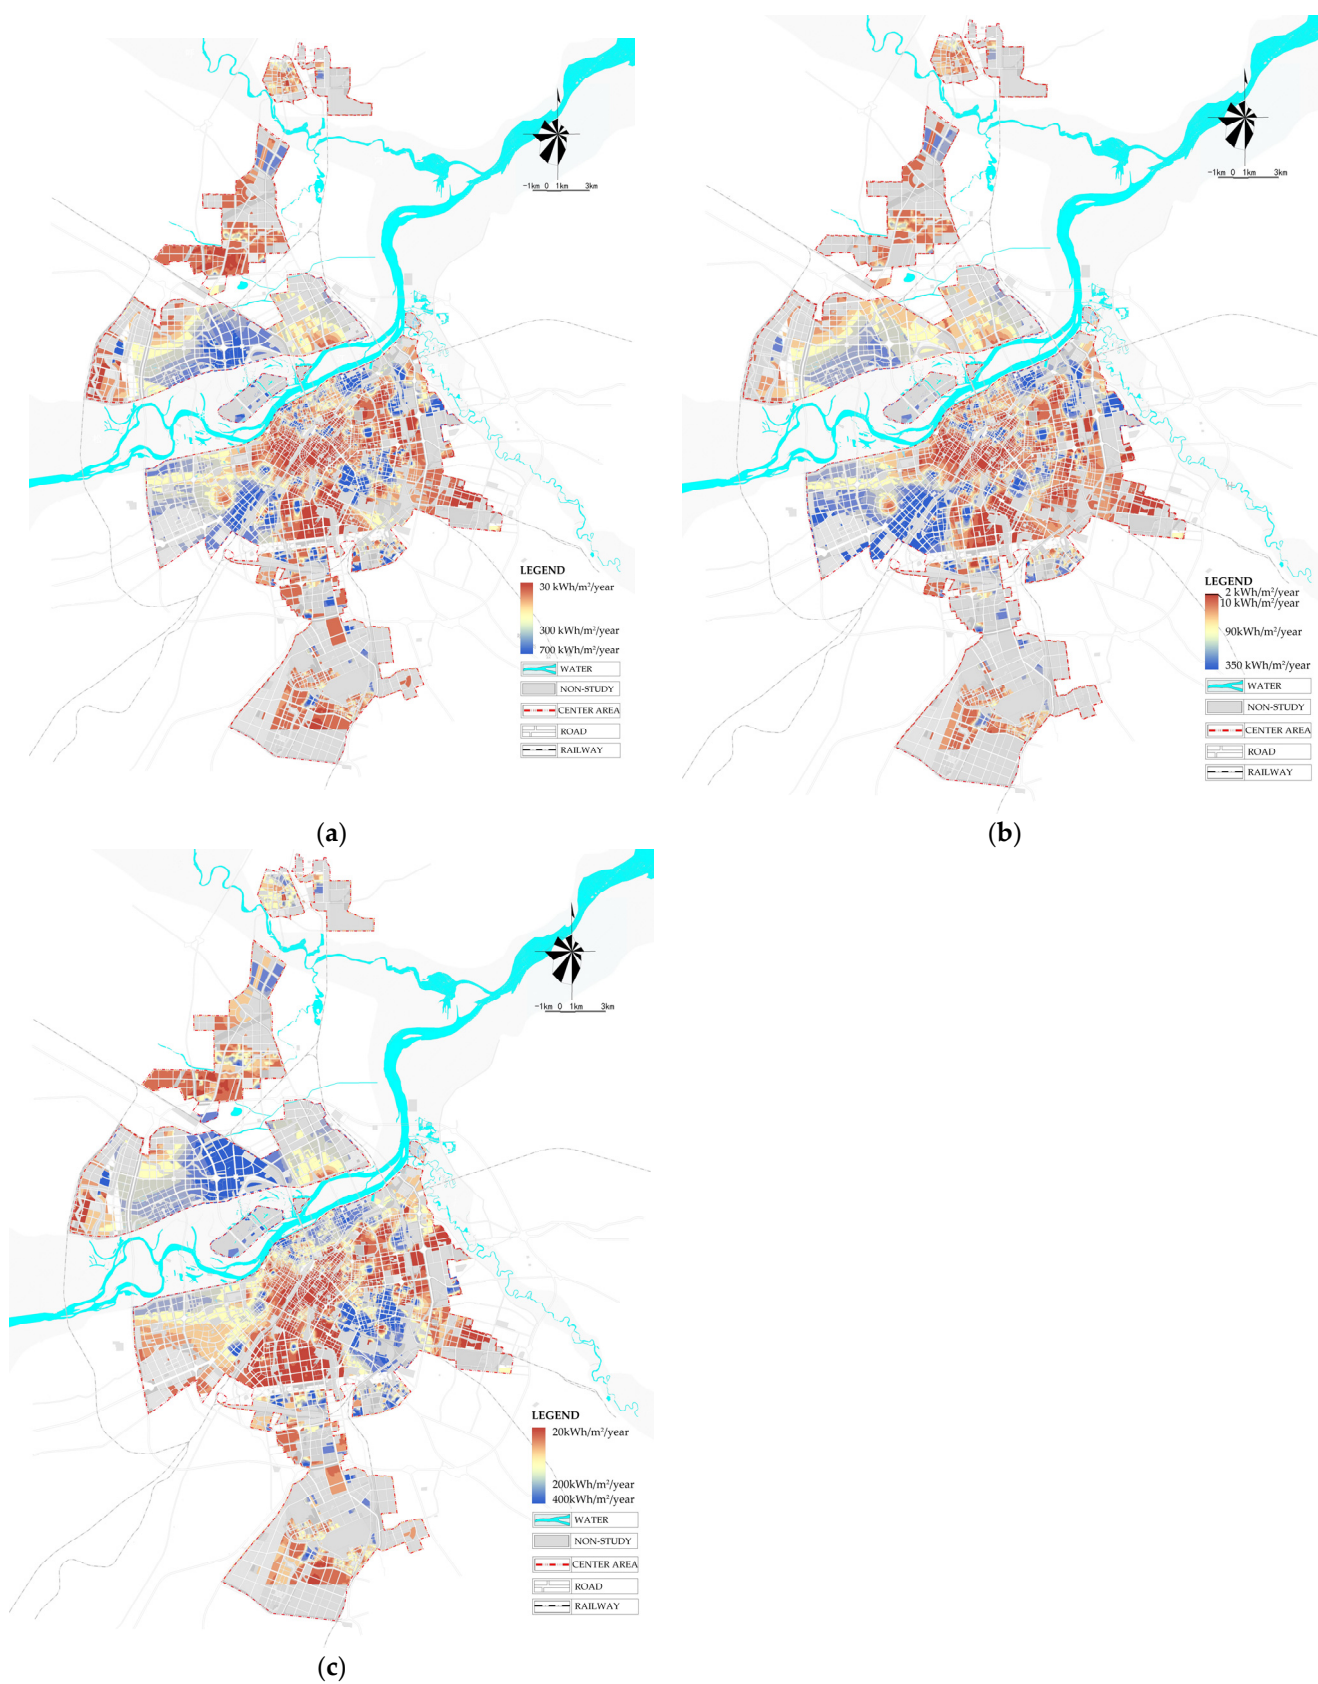 -1km 0 1km 3km
LEGEND
30 kWh/m²/year
300 kWh/m²/year
700 kWh/m²/year
WATER
NON-STUDY
CENTER AREA
ROAD
RAILWAY
(a)
-1km 0 1km 3km
LEGEND
2 kWh/m²/year
10 kWh/m²/year
90kWh/m²/year
350 kWh/m²/year
WATER
NON-STUDY
CENTER AREA
ROAD
RAILWAY
(b)
-1km 0 1km 3km
LEGEND
20kWh/m²/year
200kWh/m²/year
400kWh/m²/year
WATER
NON-STUDY
CENTER AREA
ROAD
RAILWAY
(c)